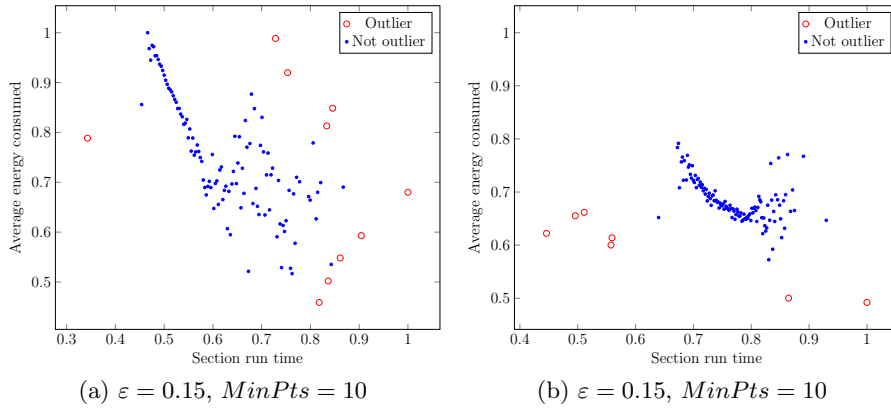 Outlier
Not outlier
1
0.9
0.8
0.7
0.6
0.5
Average energy consumed
0.3 0.4 0.5 0.6 0.7 0.8 0.9 1
Section run time
(a) ε = 0.15, MinPts = 10
Outlier
Not outlier
1
0.9
0.8
0.7
0.6
0.5
Average energy consumed
0.4 0.5 0.6 0.7 0.8 0.9 1
Section run time
(b) ε = 0.15, MinPts = 10